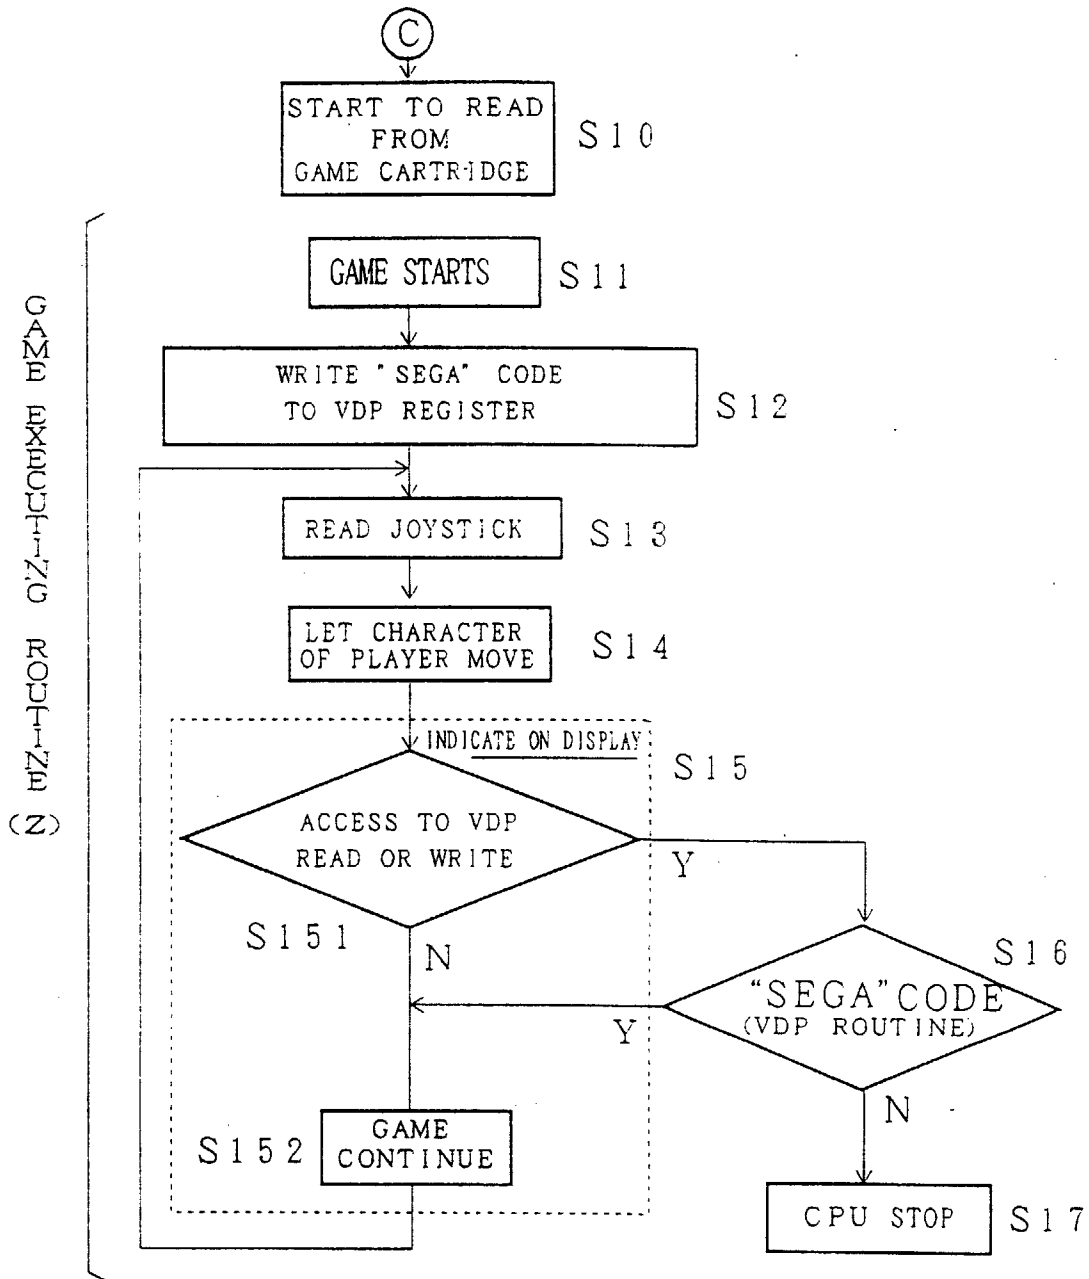 C
START TO READ
FROM
GAME CARTRIDGE
S10
GAME EXECUTING ROUTINE (Z)
GAME STARTS
S11
WRITE "SEGA" CODE
TO VDP REGISTER
S12
READ JOYSTICK
S13
LET CHARACTER
OF PLAYER MOVE
S14
INDICATE ON DISPLAY
S15
ACCESS TO VDP
READ OR WRITE
Y
S151
N
S16
"SEGA" CODE
(VDP ROUTINE)
Y
N
S152
GAME
CONTINUE
CPU STOP
S17